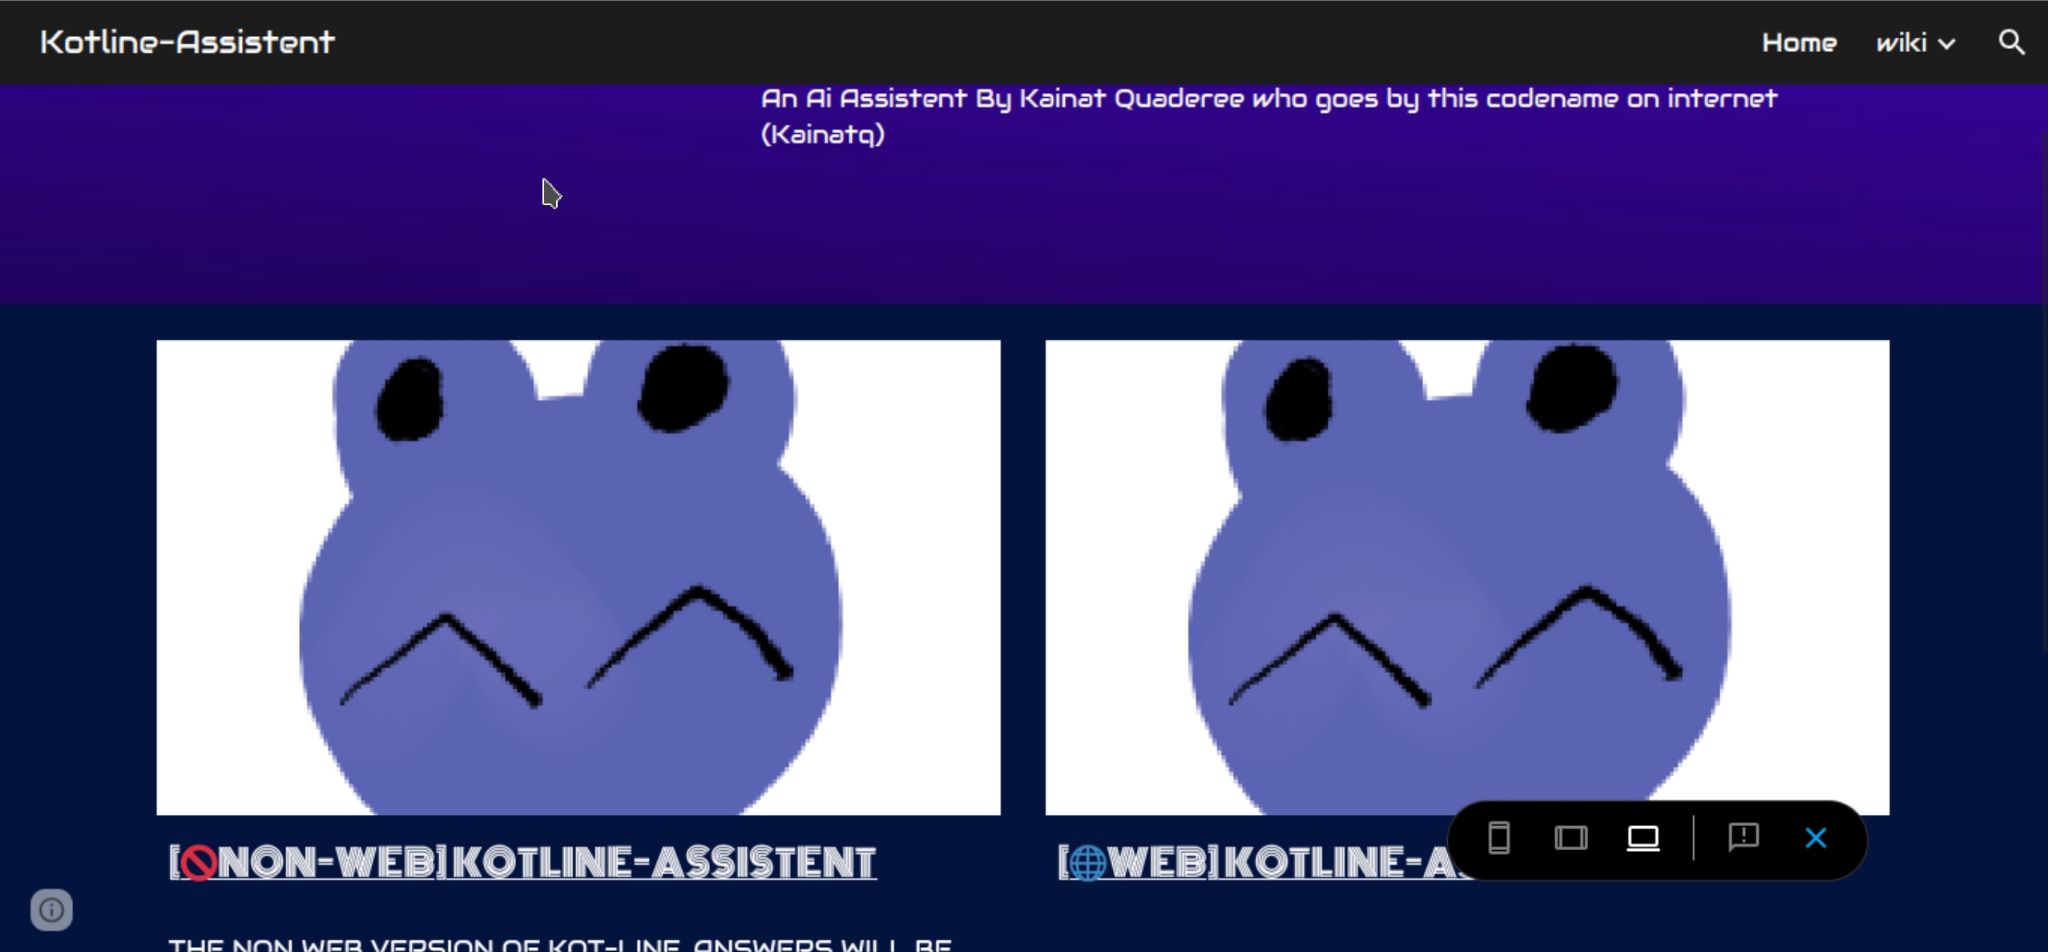 Kotline-Assistent
Home
wiki
An Ai Assistent By Kainat Quaderee who goes by this codename on internet
(Kainatq)
[🚫NON-WEB] KOTLINE-ASSISTENT
[🌐WEB] KOTLINE-A
THE NON WEB VERSION OF KOT-LINE. ANSWERS WILL BE